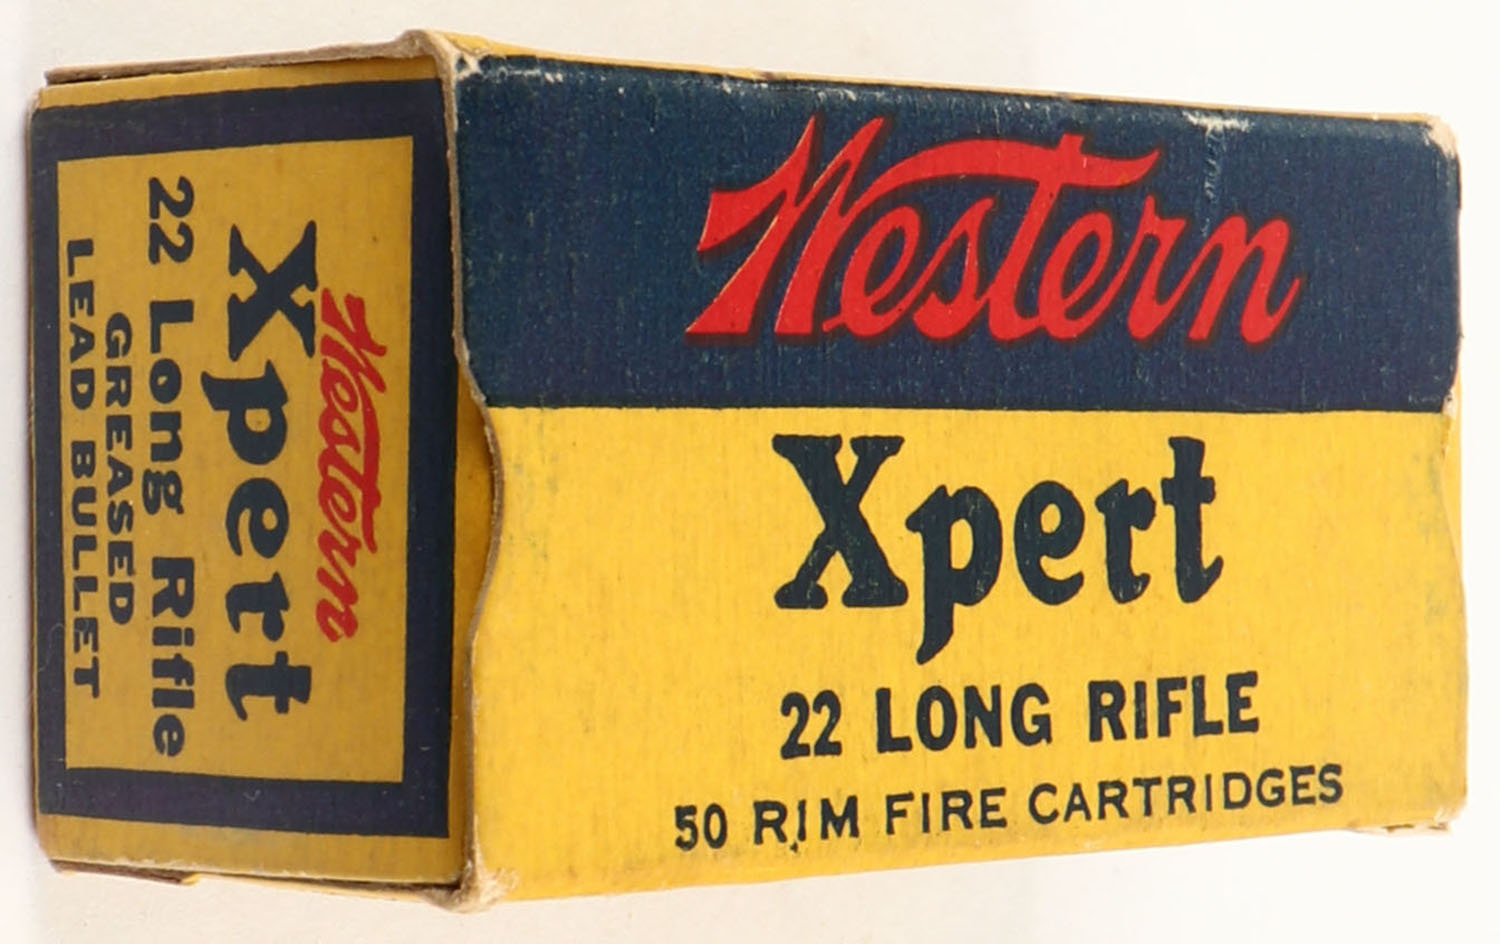 Western
Xpert
22 LONG RIFLE
50 RIM FIRE CARTRIDGES
Western
Xpert
22 Long Rifle
GREASED
LEAD BULLET